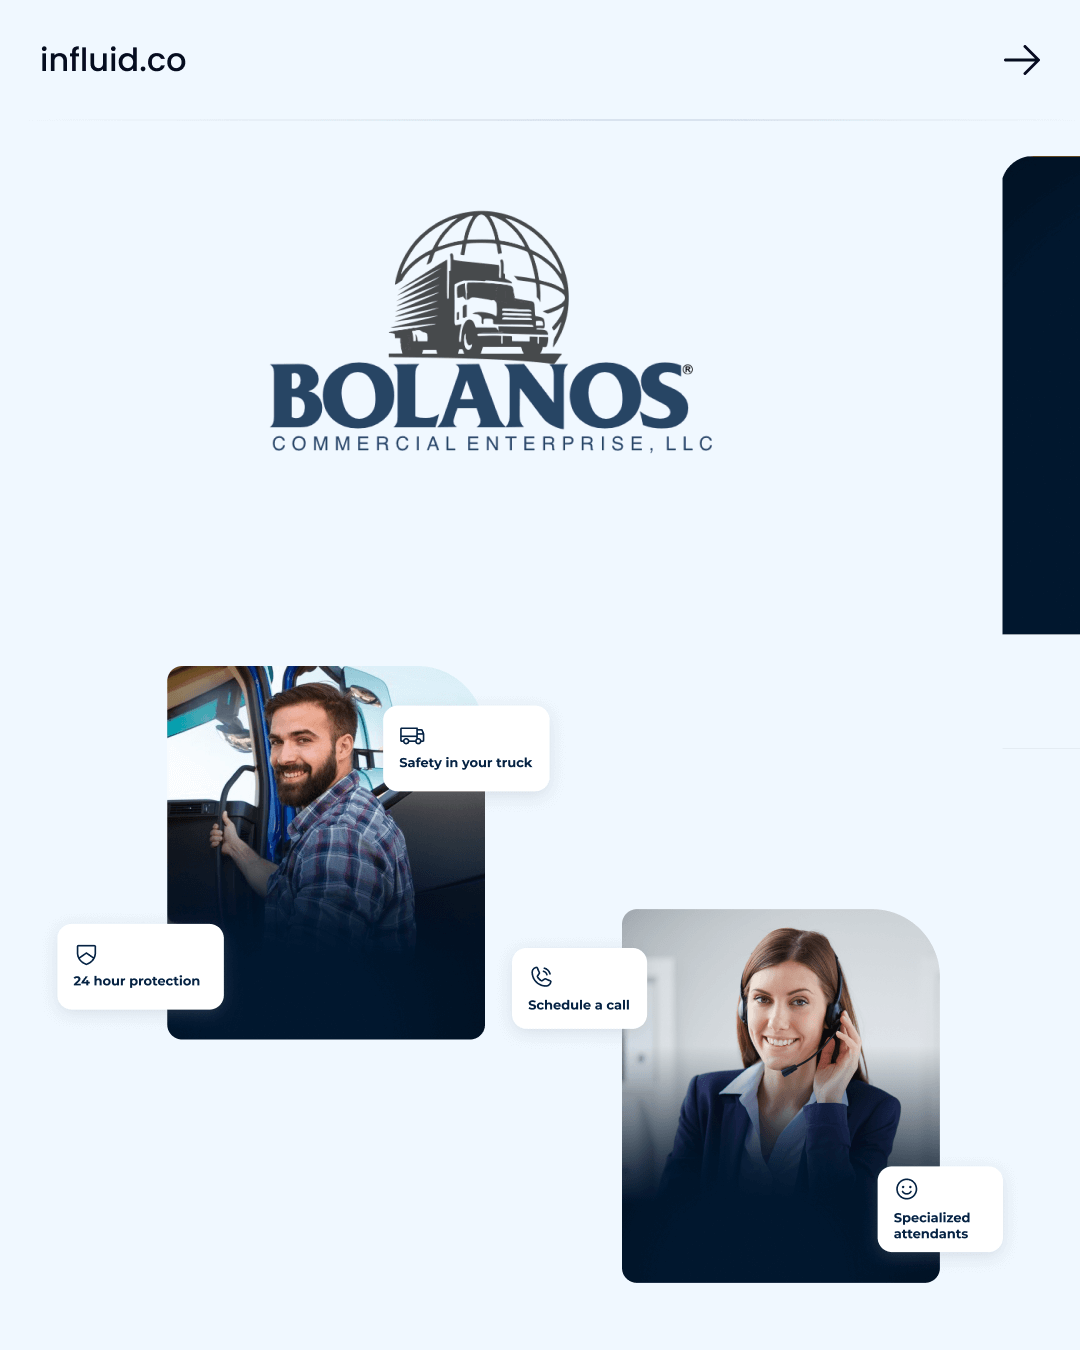 influid.co
BOLANOS®
COMMERCIAL ENTERPRISE, LLC
Safety in your truck
24 hour protection
Schedule a call
Specialized
attendants